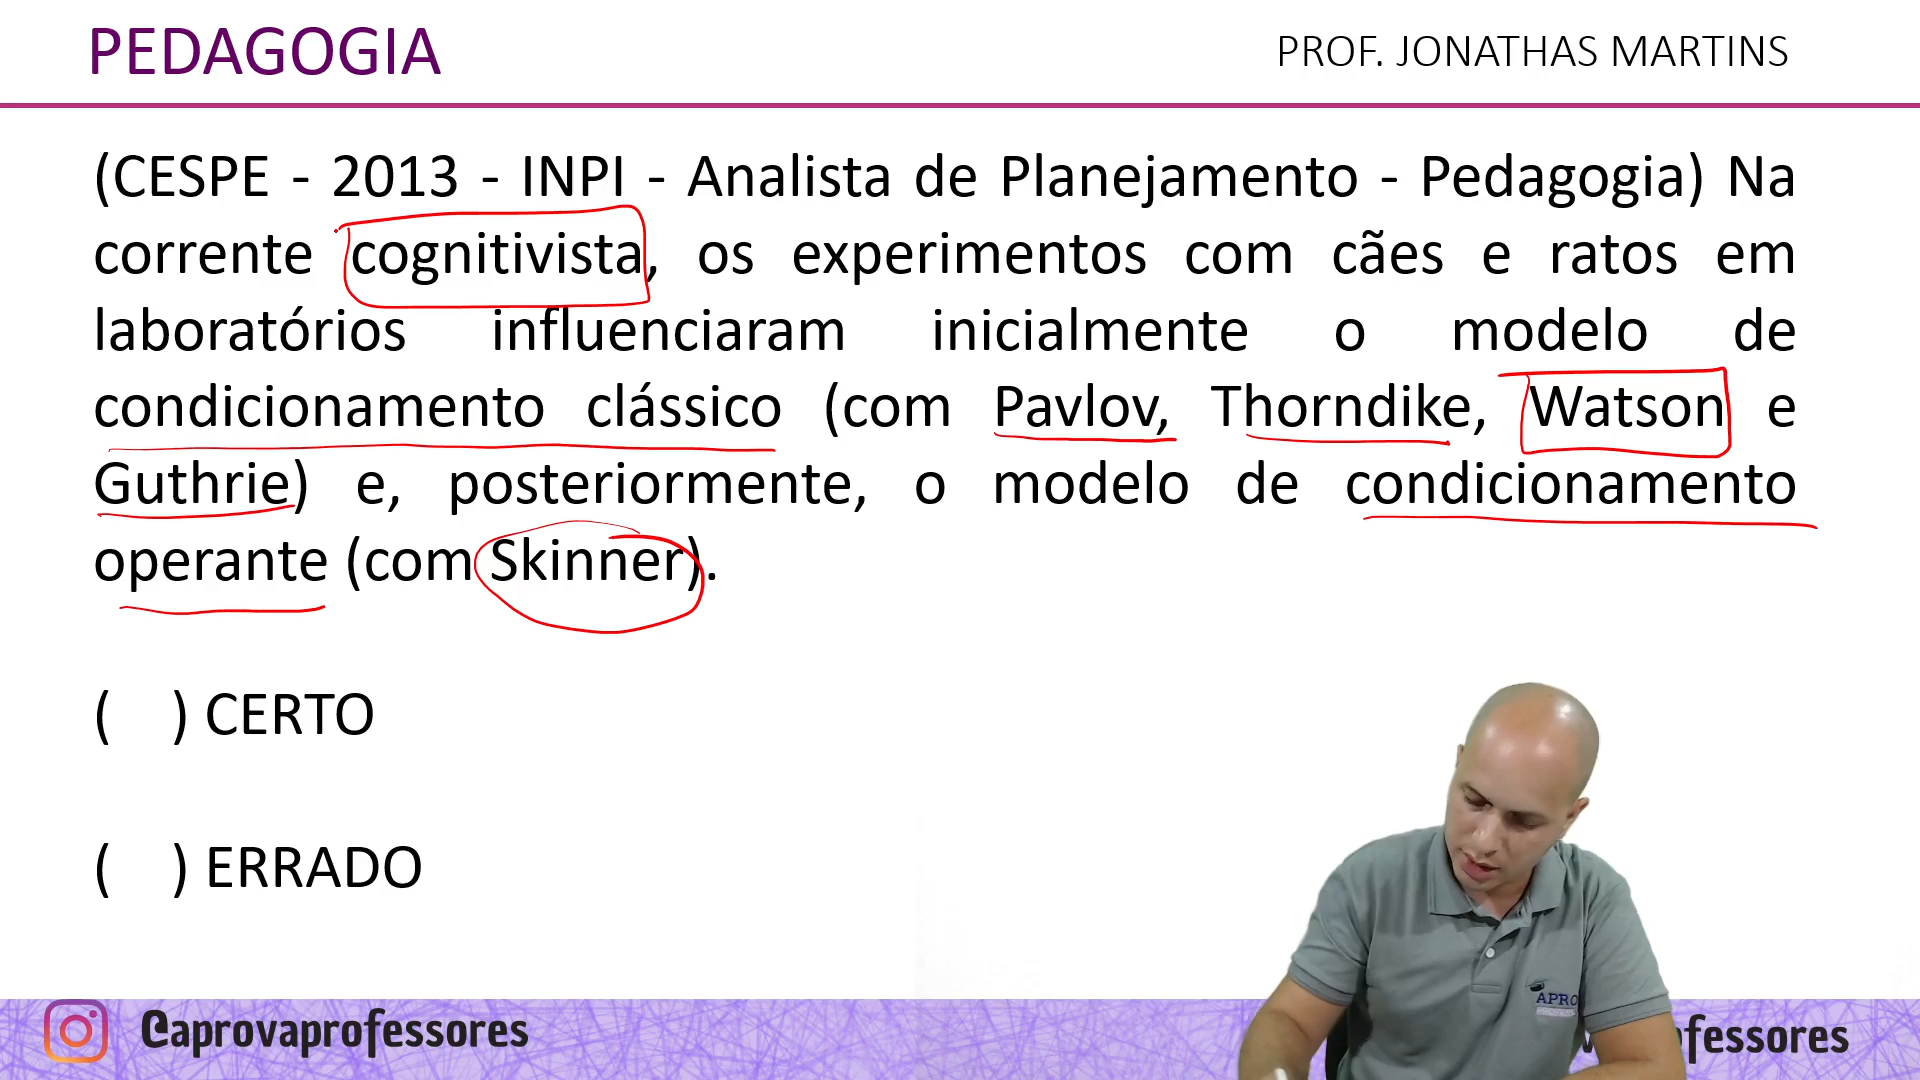 PEDAGOGIA
PROF. JONATHAS MARTINS
(CESPE - 2013 - INPI - Analista de Planejamento - Pedagogia) Na
corrente cognitivista, os experimentos com cães e ratos em
laboratórios influenciaram inicialmente o modelo de
condicionamento clássico (com Pavlov, Thorndike, Watson e
Guthrie) e, posteriormente, o modelo de condicionamento
operante (com Skinner).
( ) CERTO
( ) ERRADO
APRO
@aprovaprofessores
ofessores